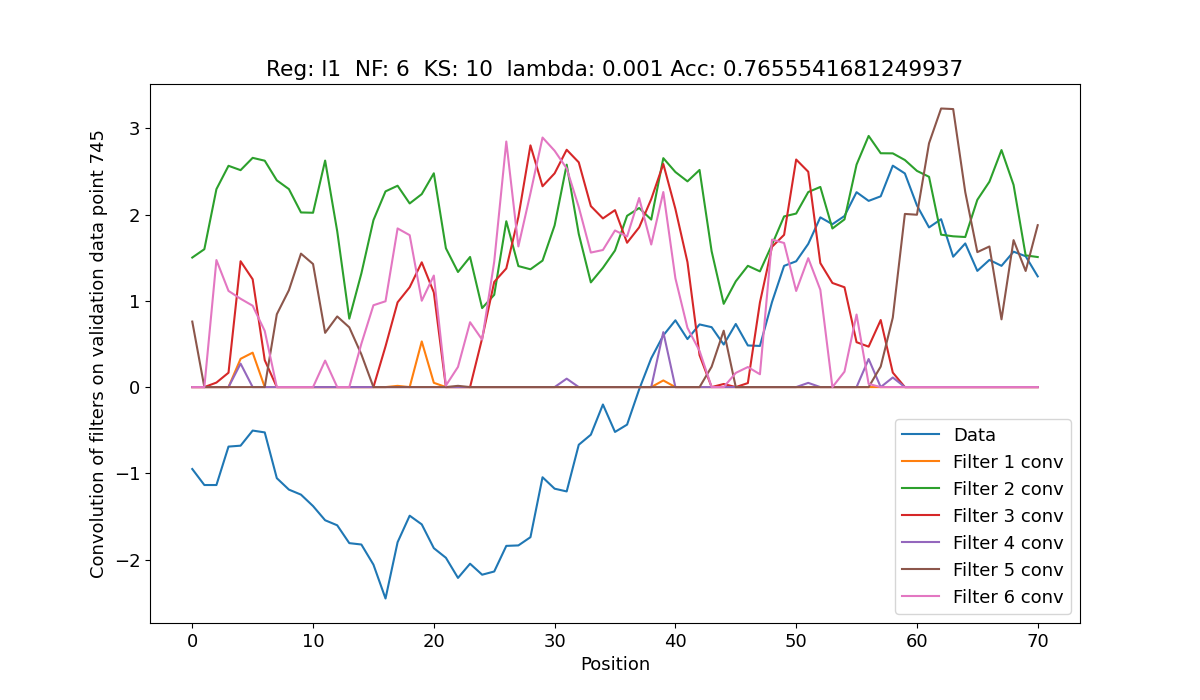 Reg: l1  NF: 6  KS: 10  lambda: 0.001 Acc: 0.7655541681249937
Convolution of filters on validation data point 745
3
2
1
0
−1
−2
Data
Filter 1 conv
Filter 2 conv
Filter 3 conv
Filter 4 conv
Filter 5 conv
Filter 6 conv
0 10 20 30 40 50 60 70
Position